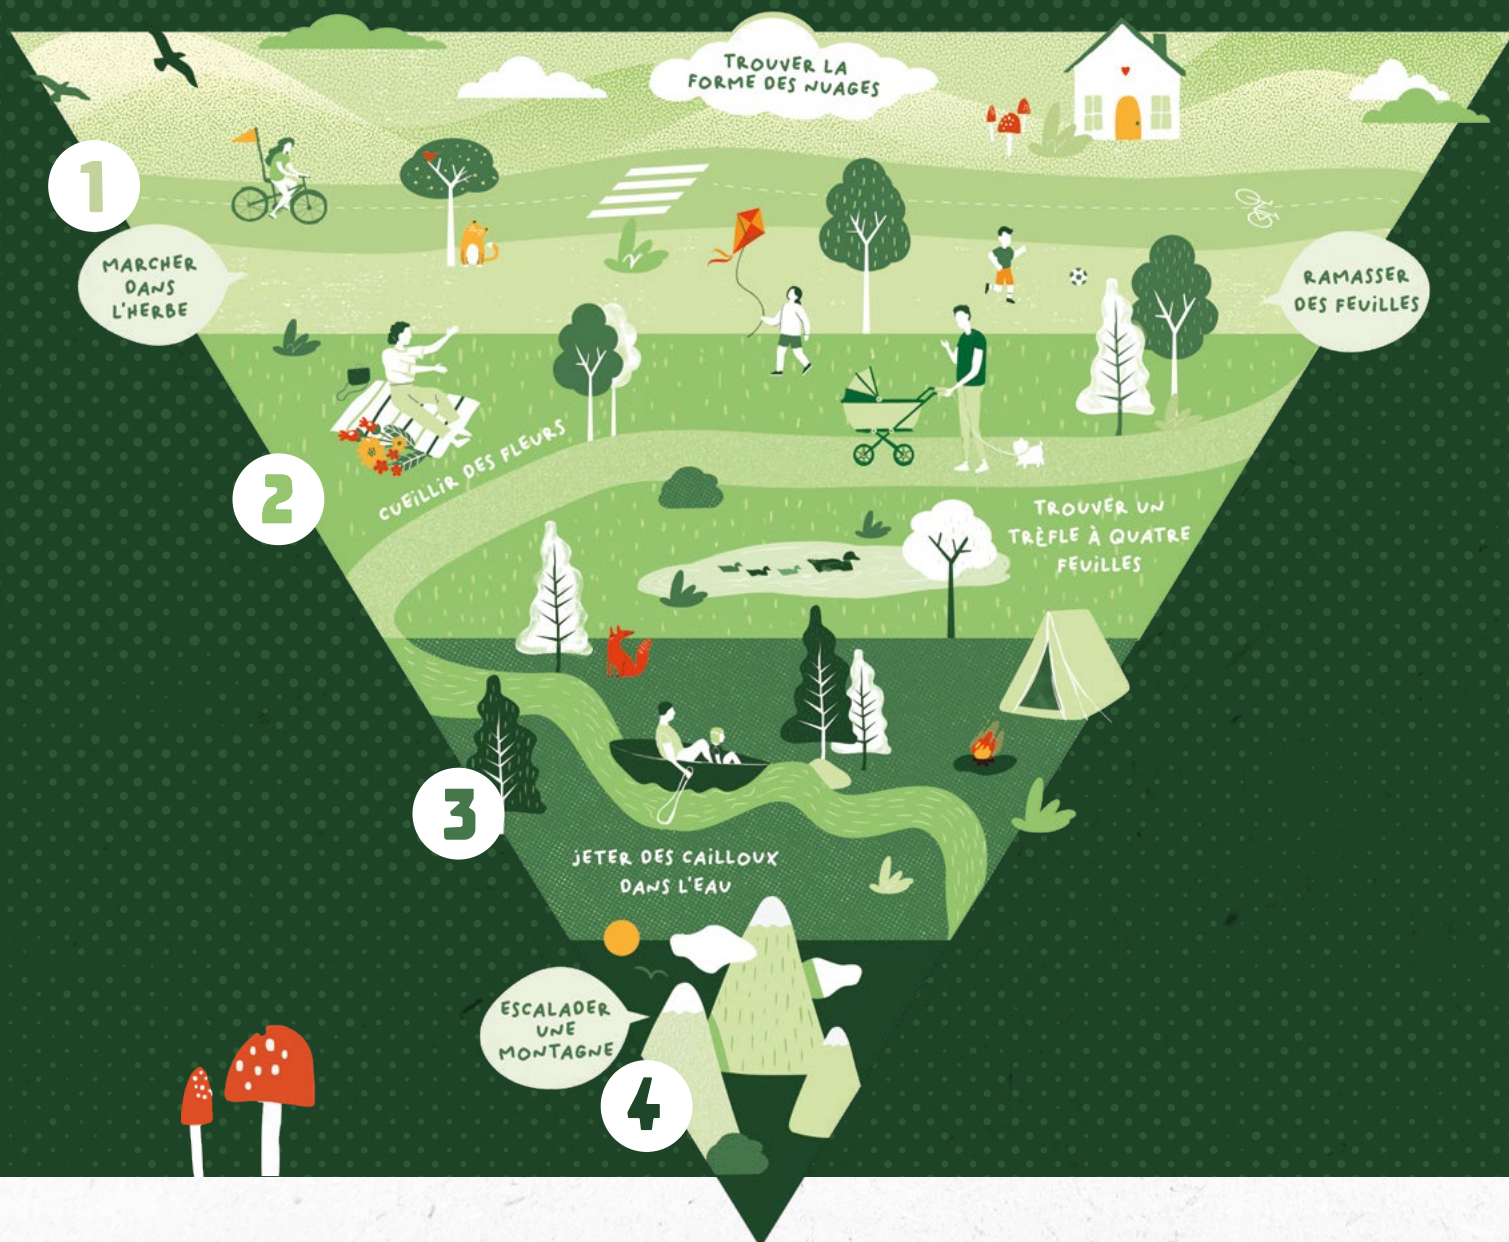 TROUVER LA
FORME DES NUAGES
1
MARCHER
DANS
L'HERBE
RAMASSER
DES FEUILLES
2
CUEILLIR DES FLEURS
TROUVER UN
TRÈFLE À QUATRE
FEUILLES
3
JETER DES CAILLOUX
DANS L'EAU
ESCALADER
UNE
MONTAGNE
4